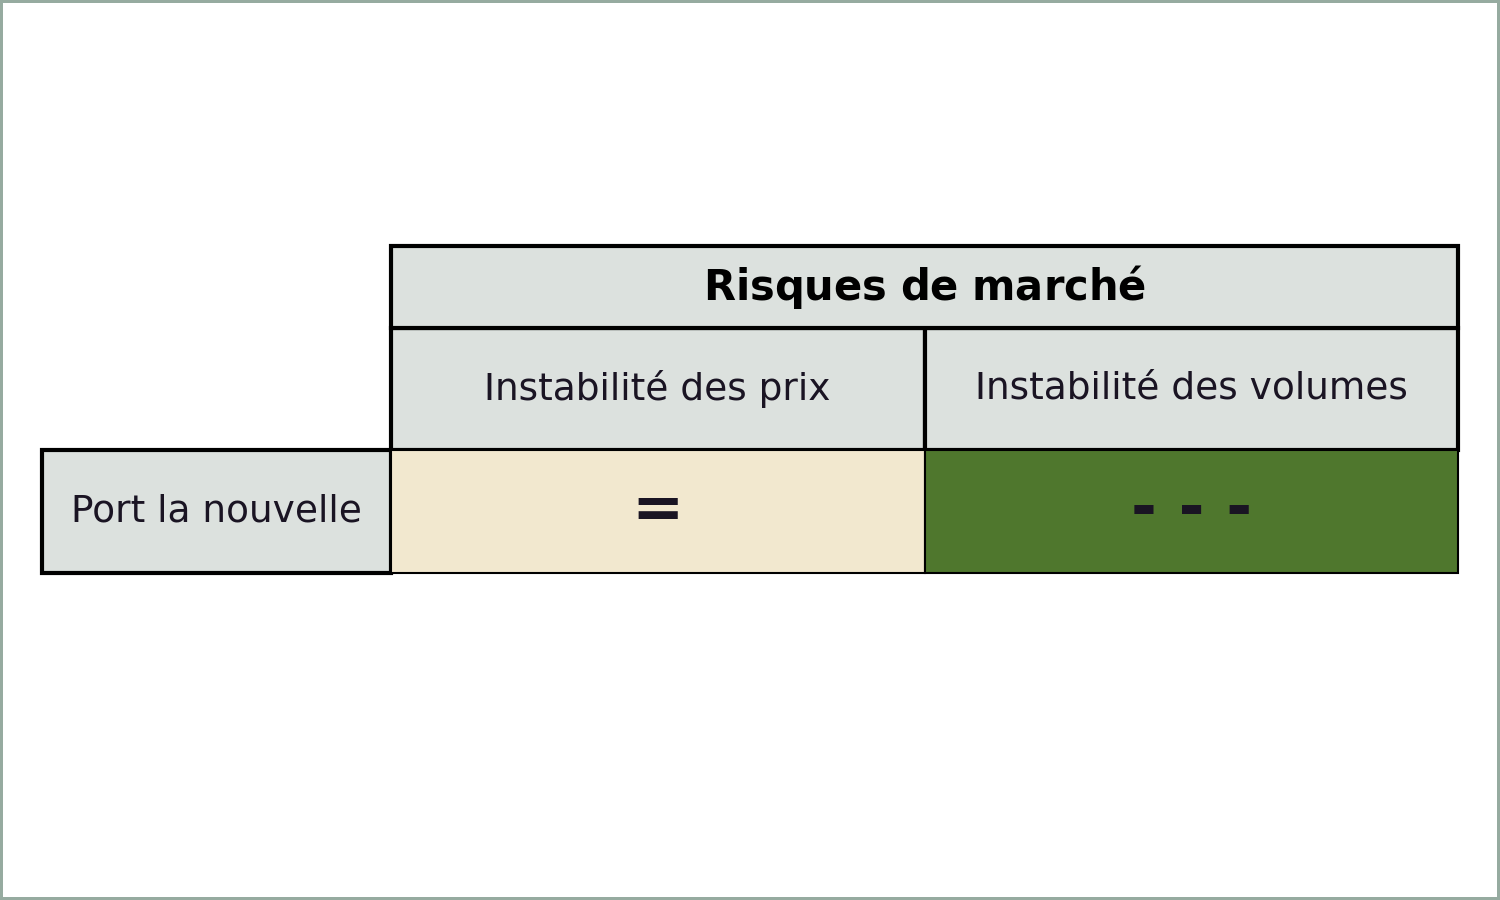 Risques de marché
Instabilité des prix
Instabilité des volumes
Port la nouvelle
=
- - -